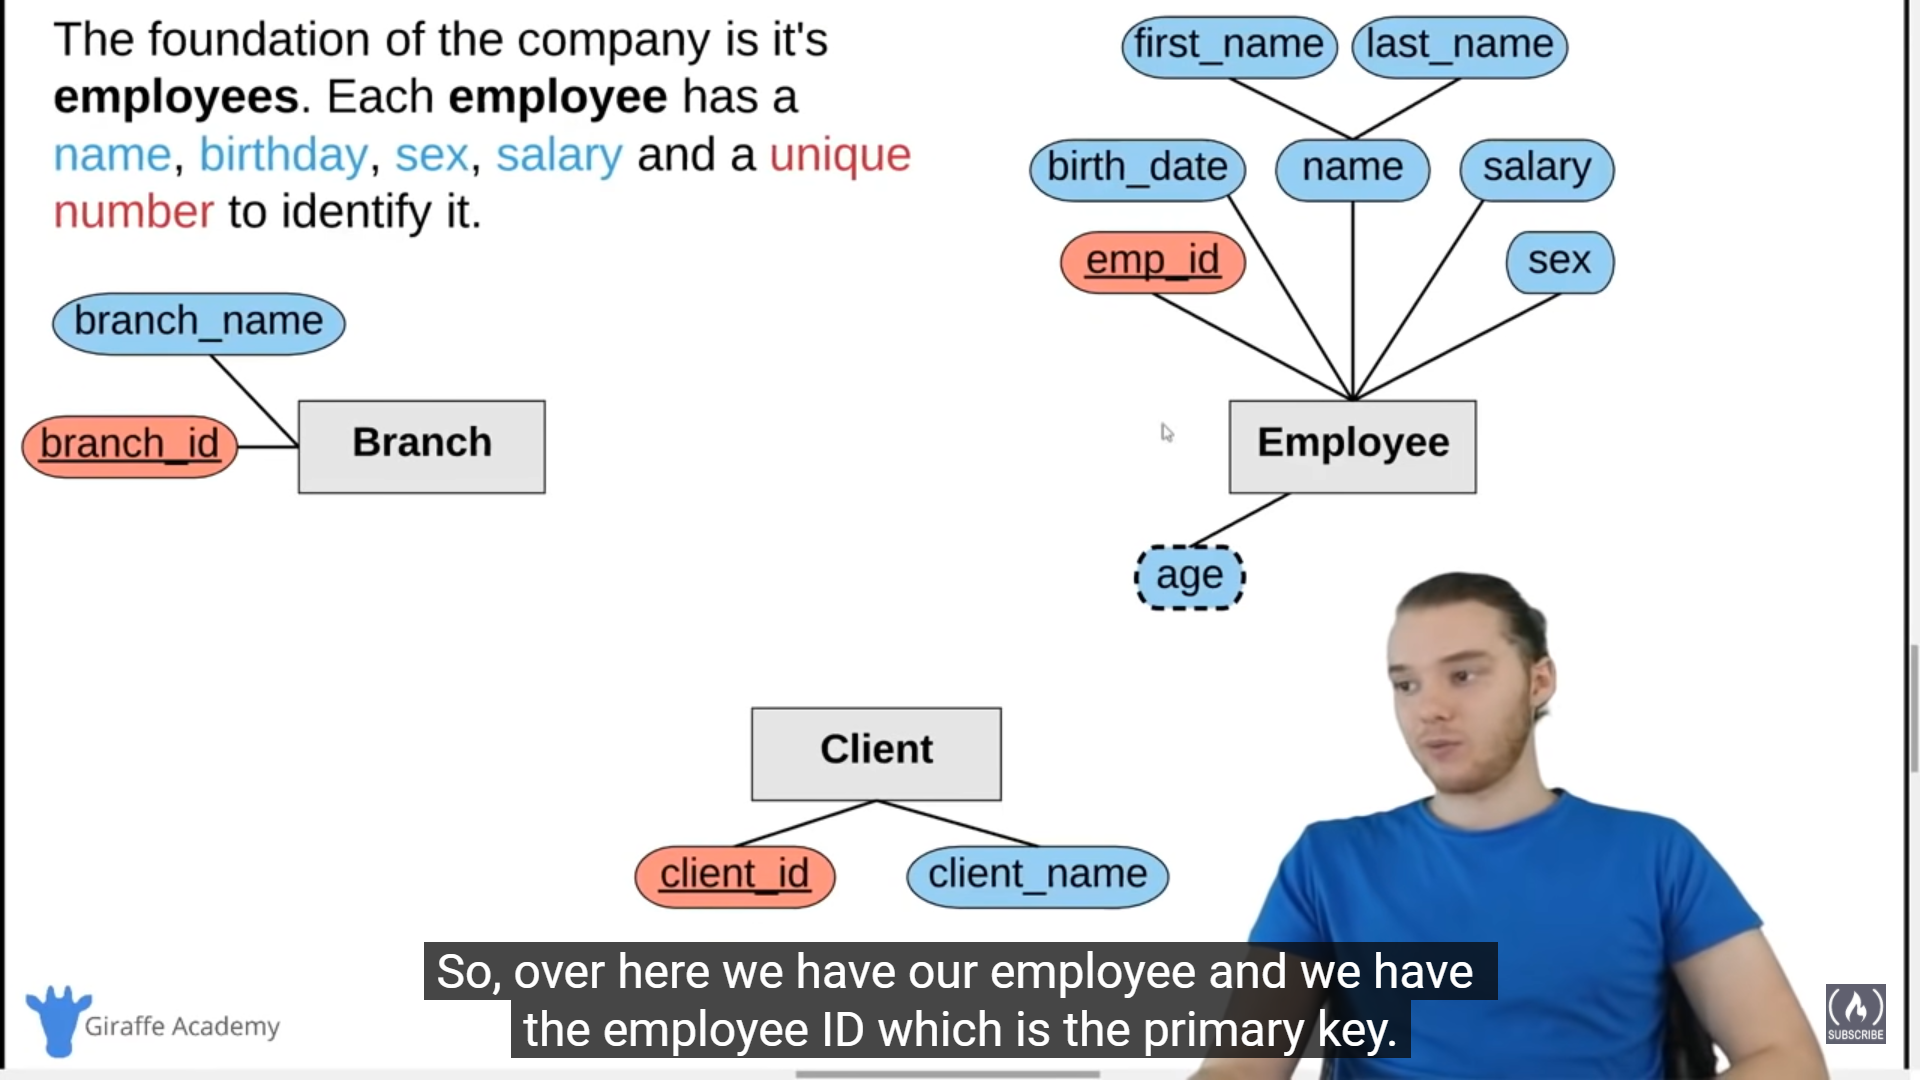 The foundation of the company is it's
employees. Each employee has a
name, birthday, sex, salary and a unique
number to identify it.
first_name
last_name
birth_date
name
salary
emp_id
sex
branch_name
branch_id
Branch
Employee
age
Client
client_id
client_name
So, over here we have our employee and we have
the employee ID which is the primary key.
Giraffe Academy
SUBSCRIBE